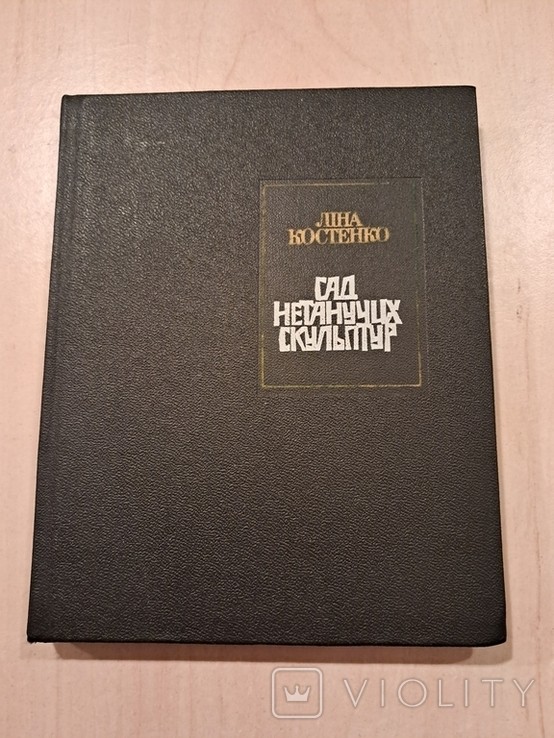 ЛІНА
КОСТЕНКО
САД
НЕТАНУЧИХ
СКУЛЬПТУР
VIOLITY